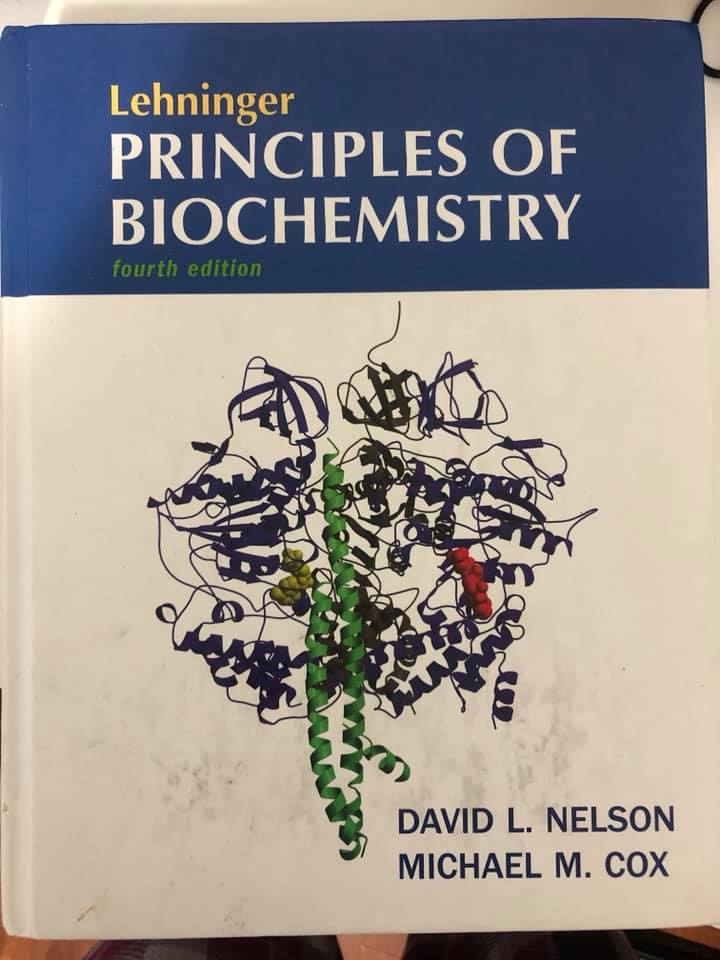 Lehninger
PRINCIPLES OF
BIOCHEMISTRY
fourth edition
DAVID L. NELSON
MICHAEL M. COX